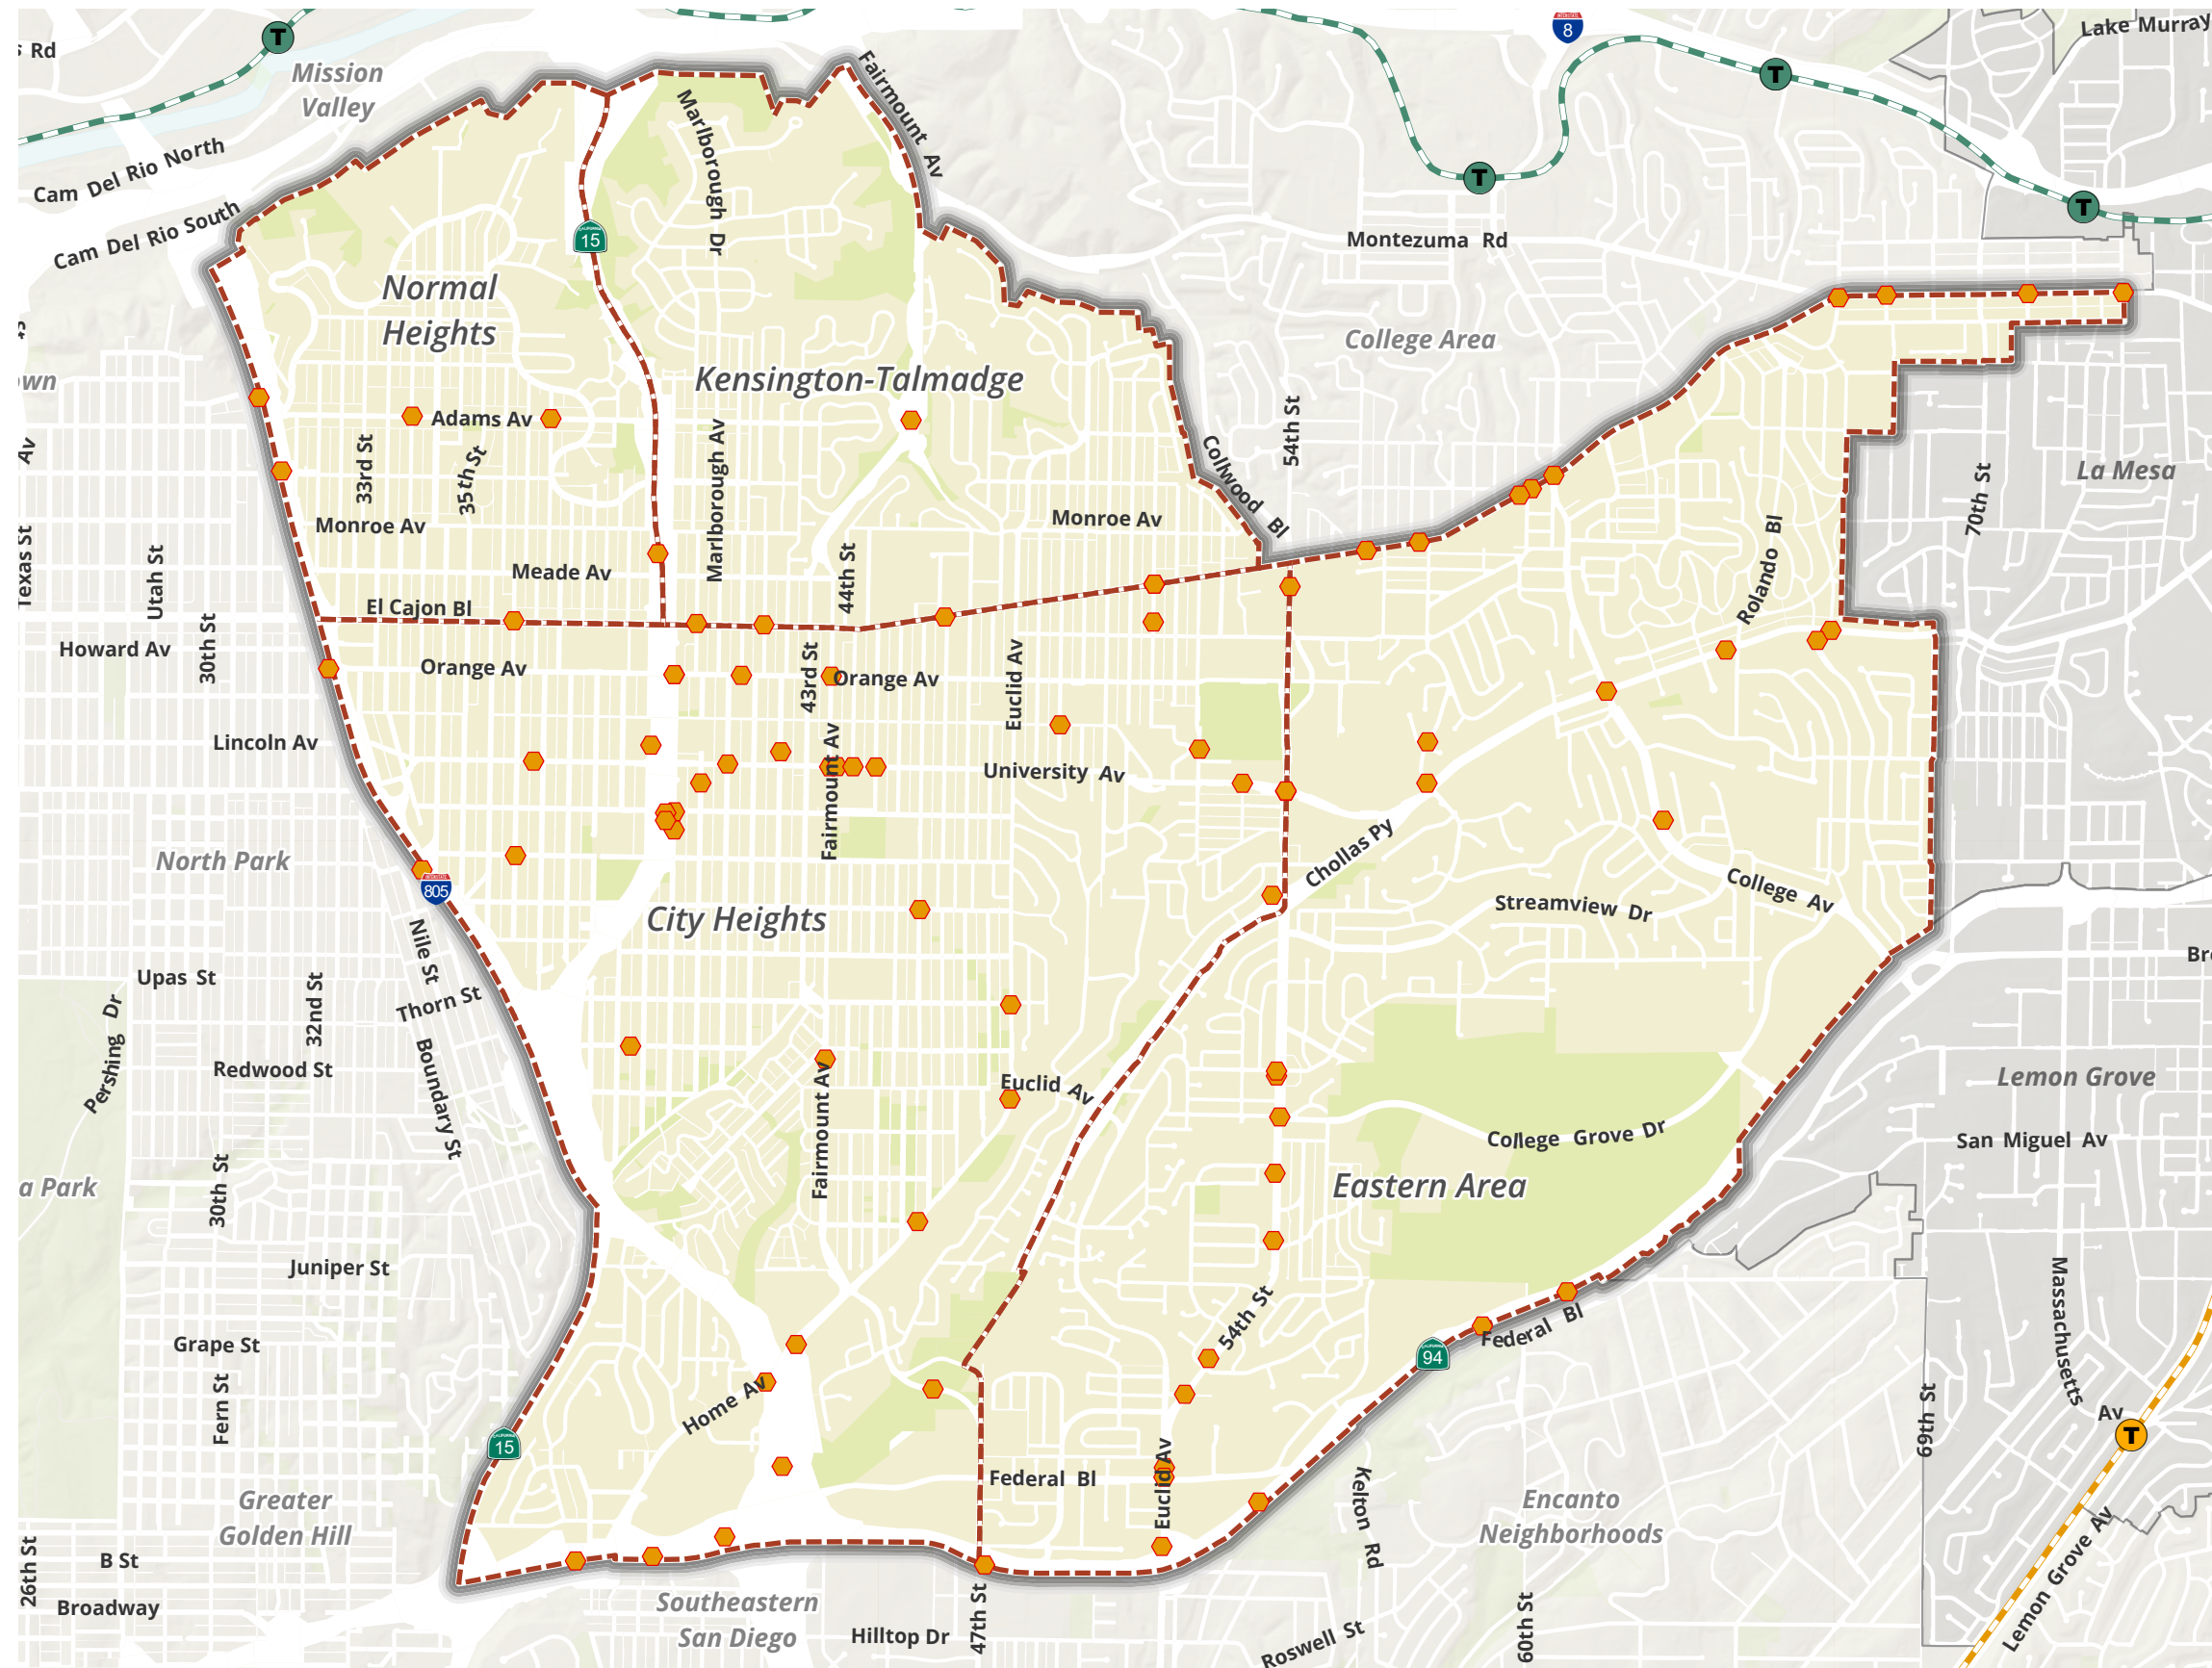 s Rd
Mission
Valley
Fairmount Av
8
Lake Murray
Cam Del Rio North
Cam Del Rio South
Marlborough Dr
CALIFORNIA
15
Montezuma Rd
Normal
Heights
Kensington-Talmadge
College Area
own
Av
Adams Av
33rd St
35th St
Marlborough Av
54th St
Collwood Bl
La Mesa
70th St
Monroe Av
Monroe Av
Texas St
Utah St
Meade Av
44th St
Rolando Bl
El Cajon Bl
30th St
Howard Av
Orange Av
43rd St
Orange Av
Euclid Av
Lincoln Av
Fairmount Av
University Av
North Park
805
Chollas Py
College Av
Streamview Dr
City Heights
Nile St
Upas St
Thorn St
32nd St
Pershing Dr
Boundary St
Redwood St
Bro
Lemon Grove
Euclid Av
Fairmount Av
College Grove Dr
San Miguel Av
a Park
30th St
Eastern Area
Juniper St
Massachusetts
Av
Grape St
54th St
Federal Bl
CALIFORNIA
94
Fern St
Home Av
69th St
T
CALIFORNIA
15
Federal Bl
Euclid Av
Kelton Rd
Greater
Golden Hill
Encanto
Neighborhoods
Lemon Grove Av
26th St
B St
Broadway
Southeastern
San Diego
Hilltop Dr
47th St
Roswell St
60th St
T
T
T
T